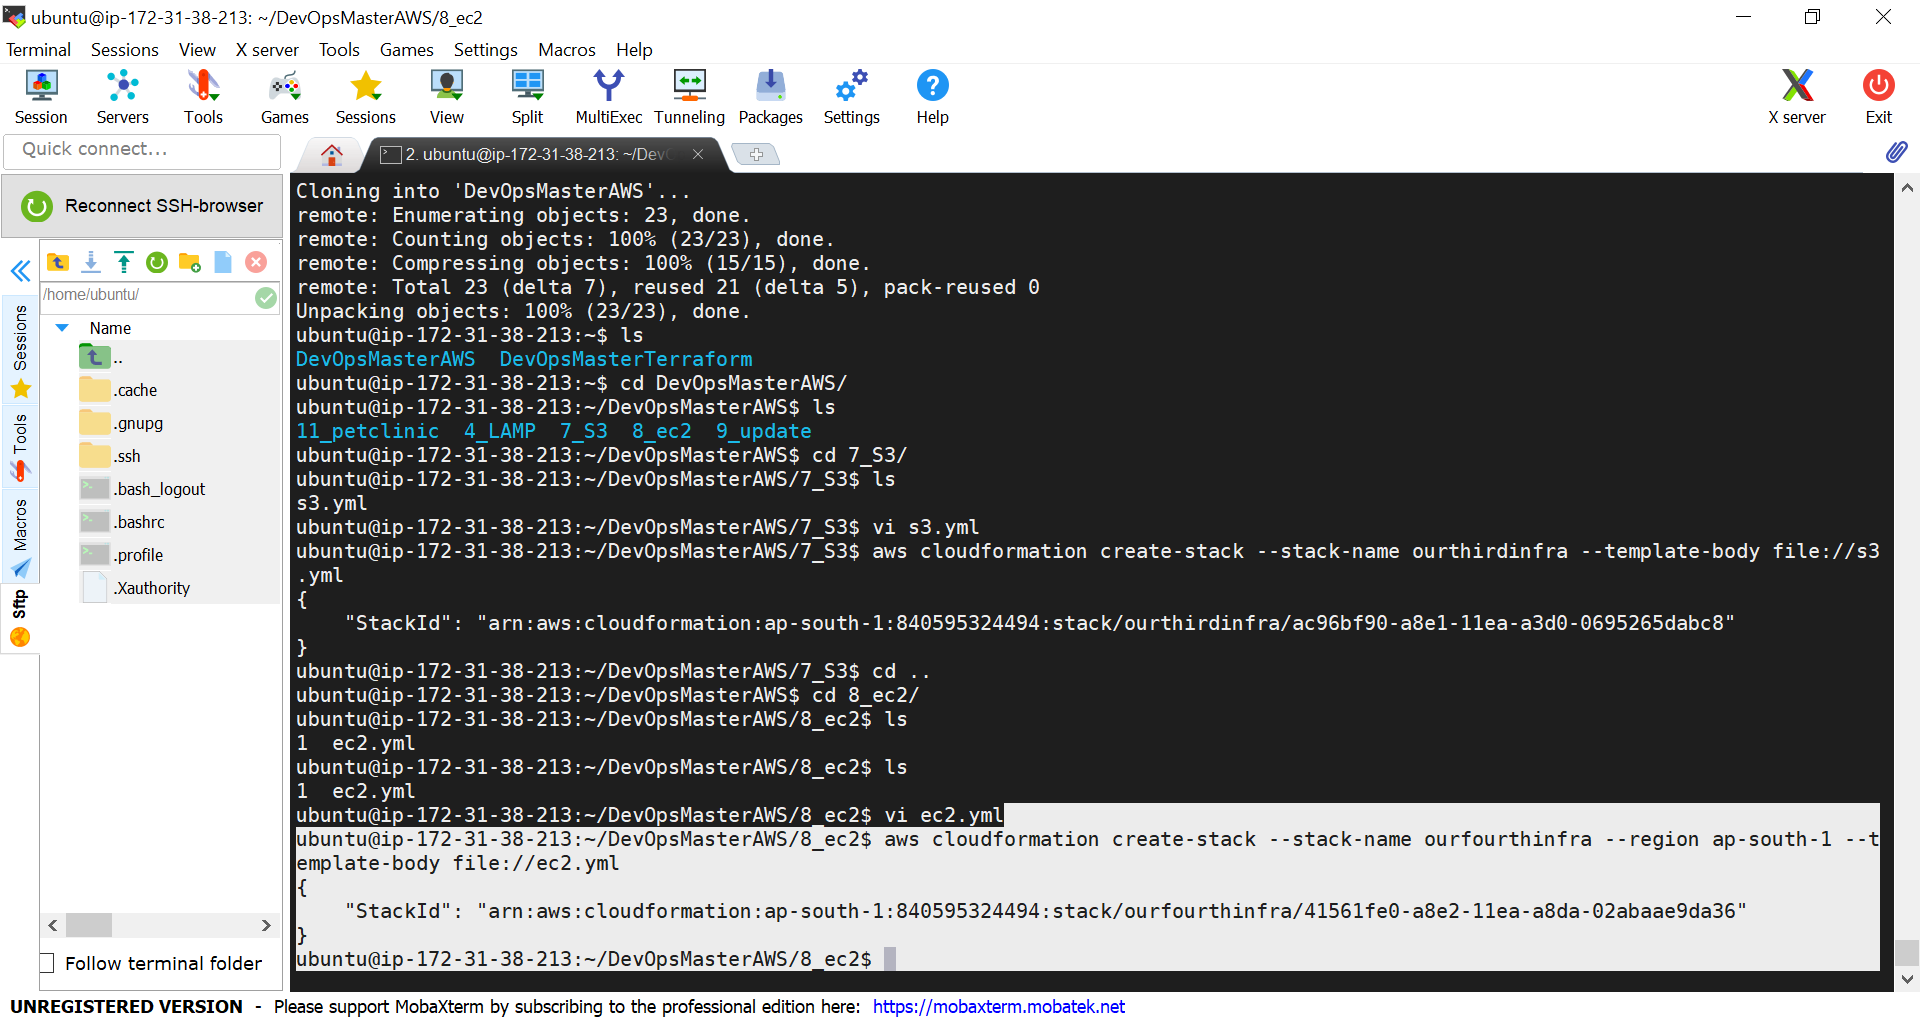 ubuntu@ip-172-31-38-213: ~/DevOpsMasterAWS/8_ec2
Terminal Sessions View X server Tools Games Settings Macros Help
Session Servers Tools Games Sessions View Split MultiExec Tunneling Packages Settings Help X server Exit
Quick connect...
2. ubuntu@ip-172-31-38-213: ~/Dev
Reconnect SSH-browser
/home/ubuntu/
Name
..
.cache
.gnupg
.ssh
.bash_logout
.bashrc
.profile
.Xauthority
Sessions
Tools
Macros
Sftp
Follow terminal folder
Cloning into 'DevOpsMasterAWS'...
remote: Enumerating objects: 23, done.
remote: Counting objects: 100% (23/23), done.
remote: Compressing objects: 100% (15/15), done.
remote: Total 23 (delta 7), reused 21 (delta 5), pack-reused 0
Unpacking objects: 100% (23/23), done.
ubuntu@ip-172-31-38-213:~$ ls
DevOpsMasterAWS  DevOpsMasterTerraform
ubuntu@ip-172-31-38-213:~$ cd DevOpsMasterAWS/
ubuntu@ip-172-31-38-213:~/DevOpsMasterAWS$ ls
11_petclinic  4_LAMP  7_S3  8_ec2  9_update
ubuntu@ip-172-31-38-213:~/DevOpsMasterAWS$ cd 7_S3/
ubuntu@ip-172-31-38-213:~/DevOpsMasterAWS/7_S3$ ls
s3.yml
ubuntu@ip-172-31-38-213:~/DevOpsMasterAWS/7_S3$ vi s3.yml
ubuntu@ip-172-31-38-213:~/DevOpsMasterAWS/7_S3$ aws cloudformation create-stack --stack-name ourthirdinfra --template-body file://s3
.yml
{
    "StackId": "arn:aws:cloudformation:ap-south-1:840595324494:stack/ourthirdinfra/ac96bf90-a8e1-11ea-a3d0-0695265dabc8"
}
ubuntu@ip-172-31-38-213:~/DevOpsMasterAWS/7_S3$ cd ..
ubuntu@ip-172-31-38-213:~/DevOpsMasterAWS$ cd 8_ec2/
ubuntu@ip-172-31-38-213:~/DevOpsMasterAWS/8_ec2$ ls
1  ec2.yml
ubuntu@ip-172-31-38-213:~/DevOpsMasterAWS/8_ec2$ ls
1  ec2.yml
ubuntu@ip-172-31-38-213:~/DevOpsMasterAWS/8_ec2$ vi ec2.yml
ubuntu@ip-172-31-38-213:~/DevOpsMasterAWS/8_ec2$ aws cloudformation create-stack --stack-name ourfourthinfra --region ap-south-1 --t
emplate-body file://ec2.yml
{
    "StackId": "arn:aws:cloudformation:ap-south-1:840595324494:stack/ourfourthinfra/41561fe0-a8e2-11ea-a8da-02abaae9da36"
}
ubuntu@ip-172-31-38-213:~/DevOpsMasterAWS/8_ec2$
UNREGISTERED VERSION - Please support MobaXterm by subscribing to the professional edition here: https://mobaxterm.mobatek.net